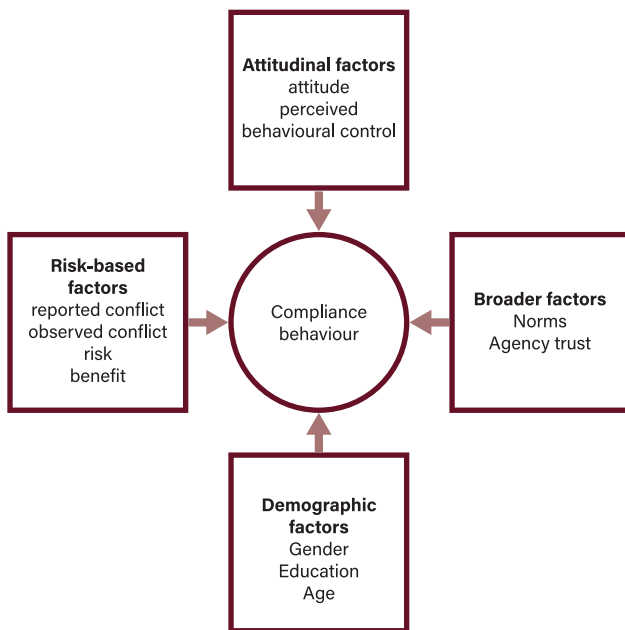 Attitudinal factors
attitude
perceived
behavioural control
Risk-based
factors
reported conflict
observed conflict
risk
benefit
Compliance
behaviour
Broader factors
Norms
Agency trust
Demographic
factors
Gender
Education
Age